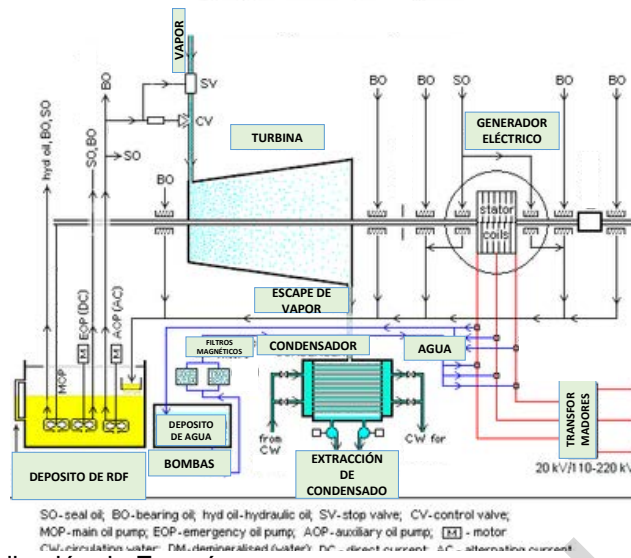 VAPOR
BO
SV
CV
BO
BO
SO
BO
BO
TURBINA
GENERADOR
ELÉCTRICO
hyd oil, BO, SO
SO, BO
SO
BO
stator
coils
ESCAPE DE
VAPOR
FILTROS
MAGNÉTICOS
CONDENSADOR
AGUA
MOP
M
EOP (DC)
M
AOP (AC)
DEPOSITO
DE AGUA
BOMBAS
DEPOSITO DE RDF
from
CW
CW for
EXTRACCIÓN
DE
CONDENSADO
TRANSFOR
MADORES
20 kV/110-220 kV
SO-seal oil; BO-bearing oil; hyd oil-hydraulic oil; SV-stop valve; CV-control valve;
MOP-main oil pump; EOP-emergency oil pump; AOP-auxiliary oil pump; M - motor
CW-circulating water; DM-demineralised (water); DC - direct current; AC - alternating current